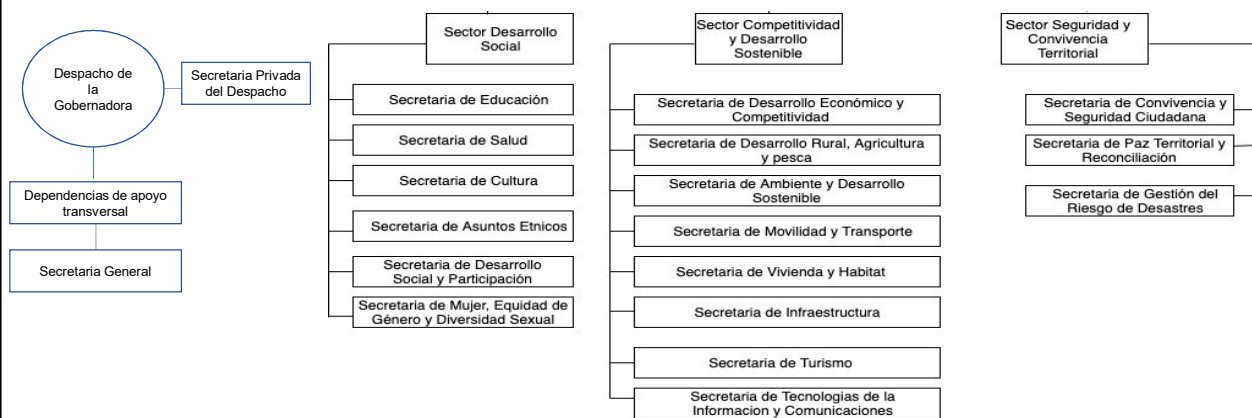 Despacho de
la
Gobernadora
Secretaria Privada
del Despacho
Dependencias de apoyo
transversal
Secretaria General
Sector Desarrollo
Social
Secretaria de Educación
Secretaria de Salud
Secretaria de Cultura
Secretaria de Asuntos Etnicos
Secretaria de Desarrollo
Social y Participación
Secretaria de Mujer, Equidad de
Género y Diversidad Sexual
Sector Competitividad
y Desarrollo
Sostenible
Secretaria de Desarrollo Económico y
Competitividad
Secretaria de Desarrollo Rural, Agricultura
y pesca
Secretaria de Ambiente y Desarrollo
Sostenible
Secretaria de Movilidad y Transporte
Secretaria de Vivienda y Habitat
Secretaria de Infraestructura
Secretaria de Turismo
Secretaria de Tecnologias de la
Informacion y Comunicaciones
Sector Seguridad y
Convivencia
Territorial
Secretaria de Convivencia y
Seguridad Ciudadana
Secretaria de Paz Territorial y
Reconciliación
Secretaria de Gestión del
Riesgo de Desastres